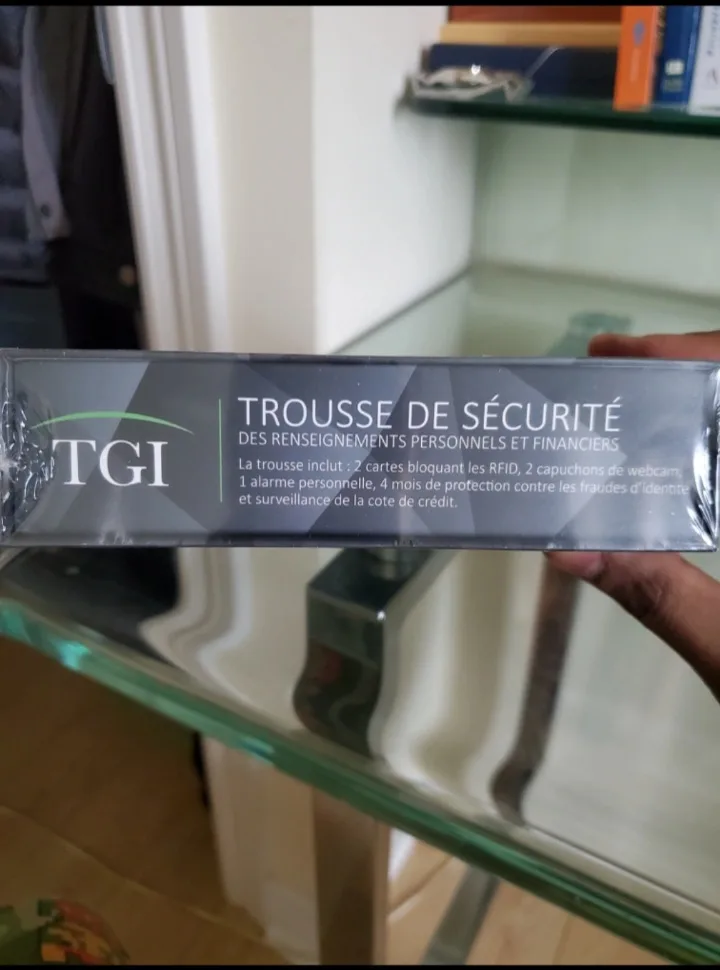 TGI
TROUSSE DE SÉCURITÉ
DES RENSEIGNEMENTS PERSONNELS ET FINANCIERS
La trousse inclut : 2 cartes bloquant les RFID, 2 capuchons de webcam,
1 alarme personnelle, 4 mois de protection contre les fraudes d'identité
et surveillance de la cote de crédit.